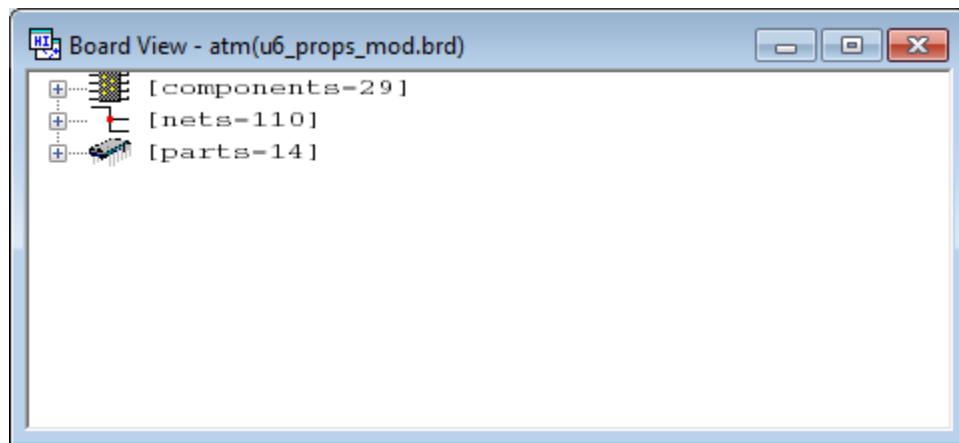 Board View - atm(u6_props_mod.brd)
[components=29]
[nets=110]
[parts=14]